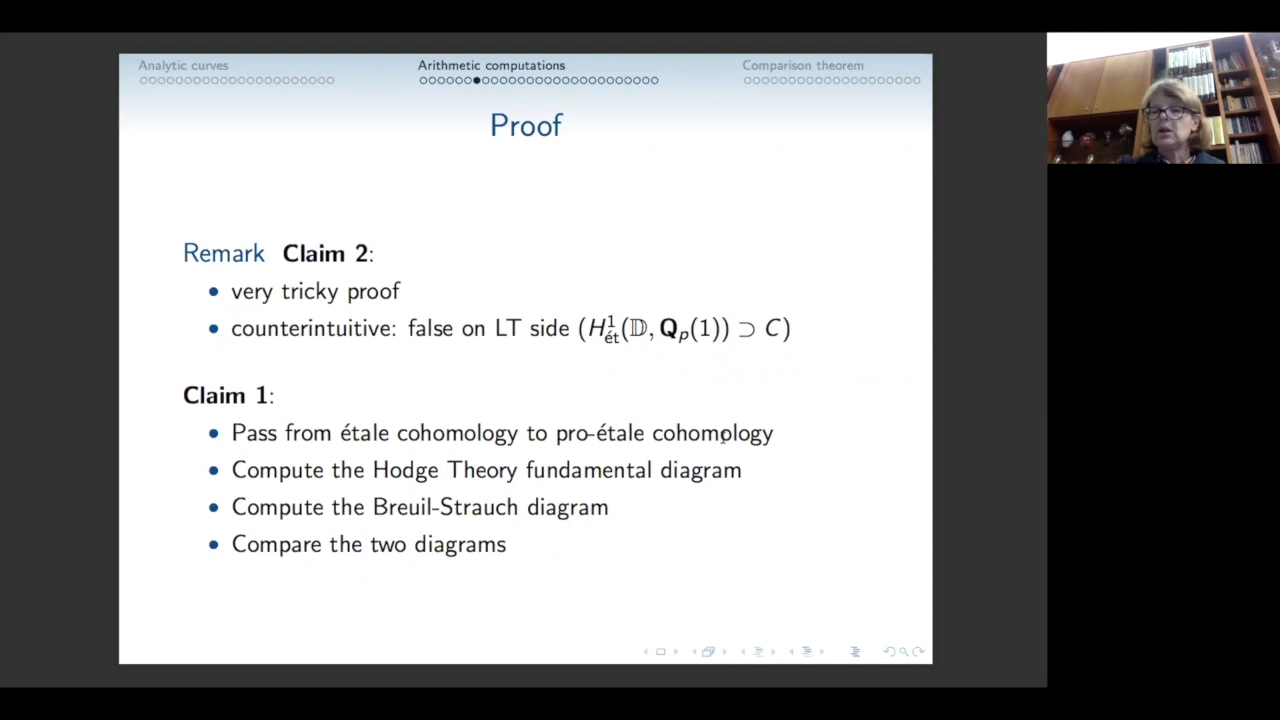 Analytic curves Arithmetic computations Comparison theorem
Proof
Remark Claim 2:
• very tricky proof
• counterintuitive: false on LT side (H¹ét(𝔻, Qp(1)) ⊃ C)
Claim 1:
• Pass from étale cohomology to pro-étale cohomology
• Compute the Hodge Theory fundamental diagram
• Compute the Breuil-Strauch diagram
• Compare the two diagrams